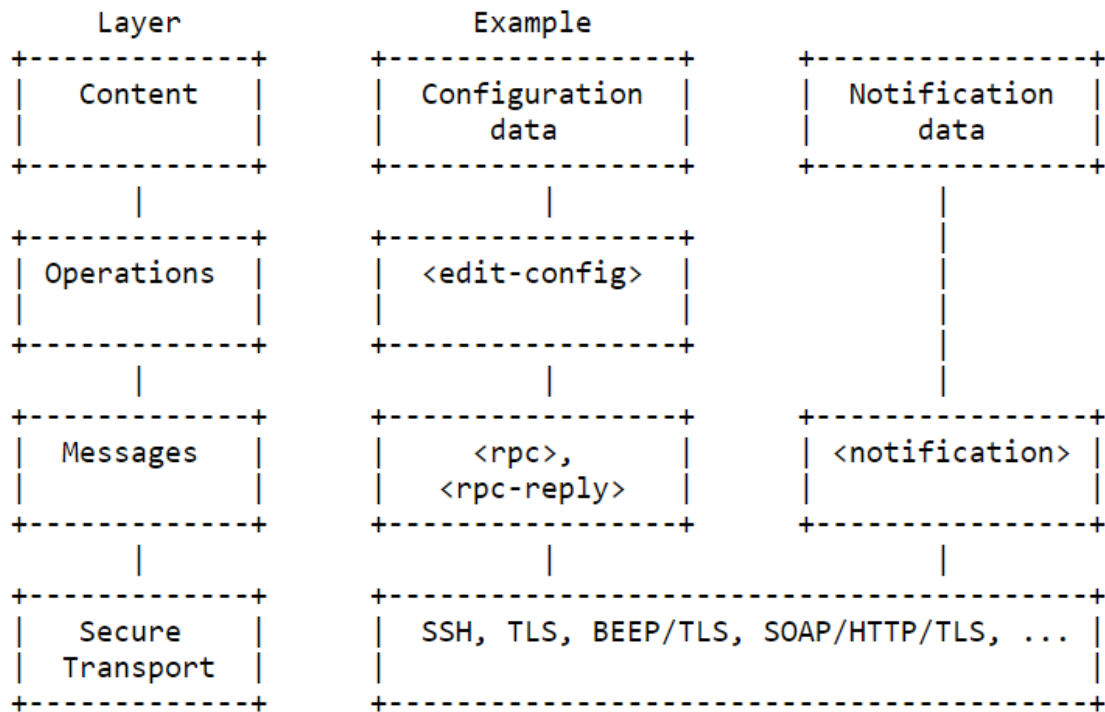 Layer Example
Content Configuration Notification
data data
Operations <edit-config>
Messages <rpc>, <notification>
<rpc-reply>
Secure SSH, TLS, BEEP/TLS, SOAP/HTTP/TLS, ...
Transport